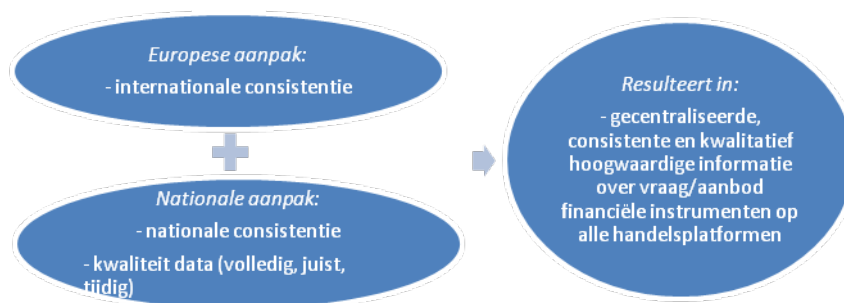 Europese aanpak:
- internationale consistentie
Nationale aanpak:
- nationale consistentie
- kwaliteit data (volledig, juist,
tijdig)
Resulteert in:
- gecentraliseerde,
consistente en kwalitatief
hoogwaardige informatie
over vraag/aanbod
financiële instrumenten op
alle handelsplatformen